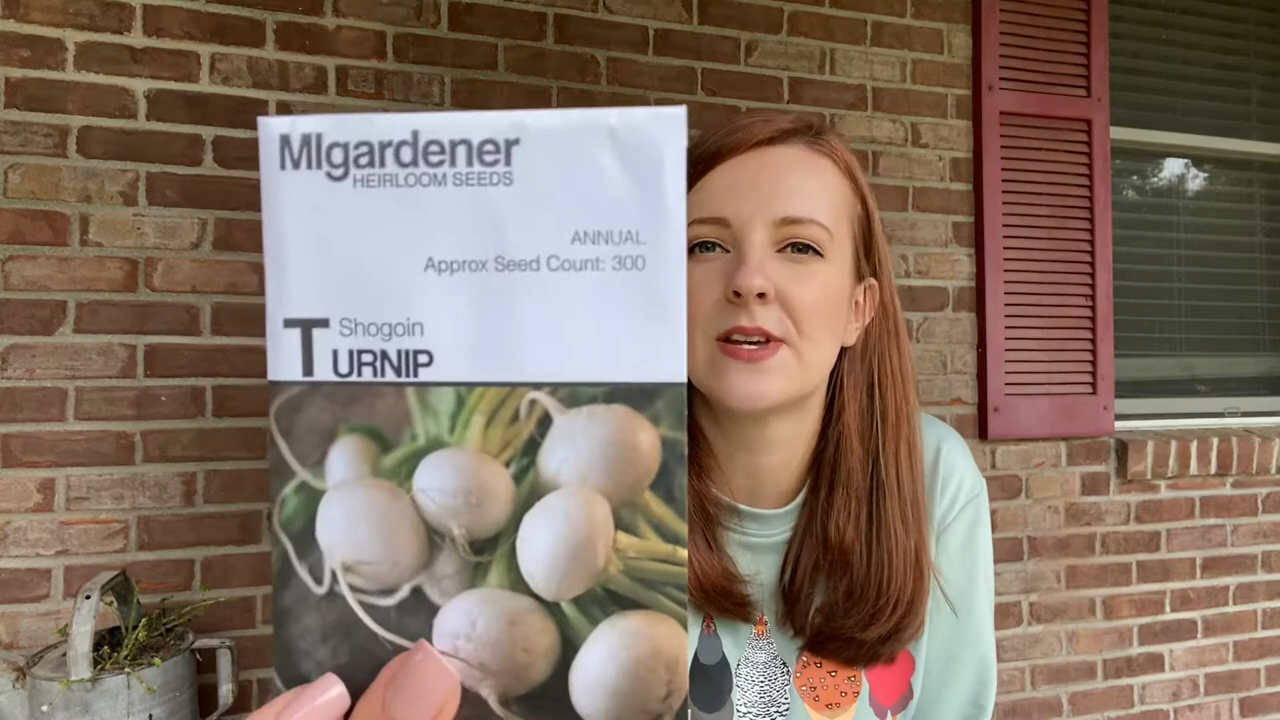 MIgardener
HEIRLOOM SEEDS
ANNUAL
Approx Seed Count: 300
Shogoin
TURNIP